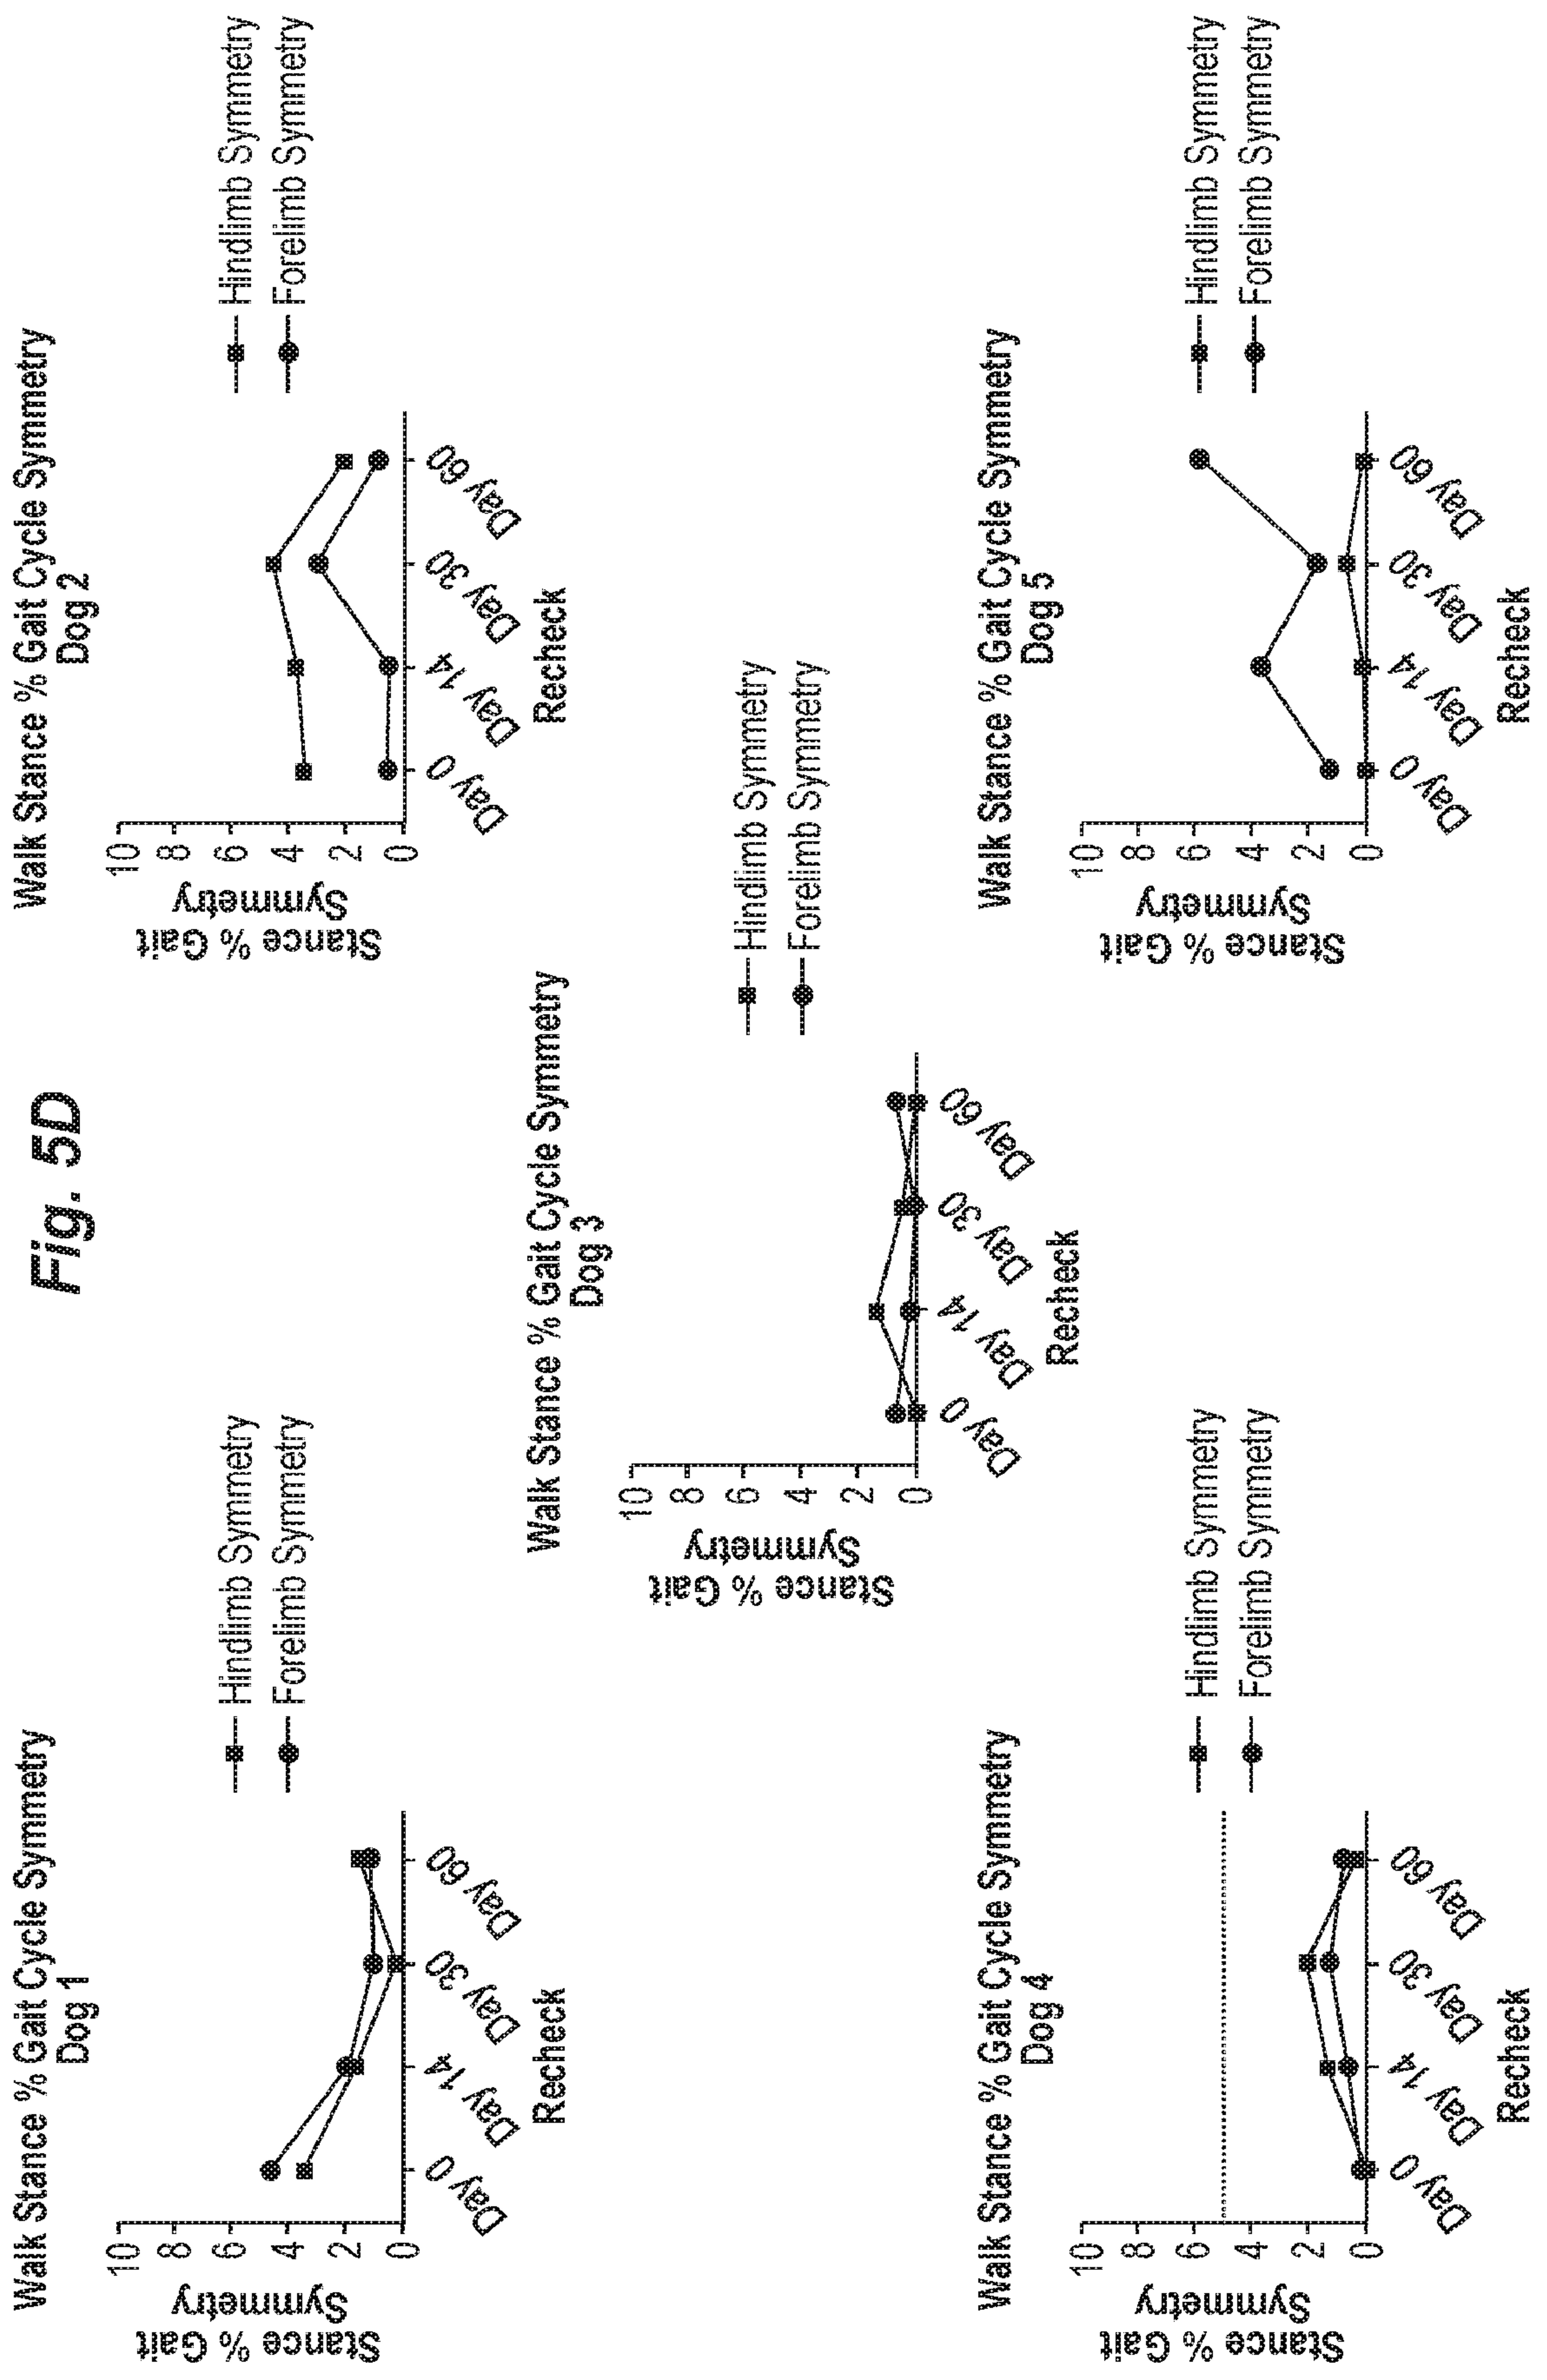 Fig. 5D
Walk Stance % Gait Cycle Symmetry
Dog 1
Stance % Gait
Symmetry
10
8
6
4
2
0
Day 0
Day 14
Day 30
Day 60
Recheck
Hindlimb Symmetry
Forelimb Symmetry
Walk Stance % Gait Cycle Symmetry
Dog 2
Stance % Gait
Symmetry
10
8
6
4
2
0
Day 0
Day 14
Day 30
Day 60
Recheck
Hindlimb Symmetry
Forelimb Symmetry
Walk Stance % Gait Cycle Symmetry
Dog 3
Stance % Gait
Symmetry
10
8
6
4
2
0
Day 0
Day 14
Day 30
Day 60
Recheck
Hindlimb Symmetry
Forelimb Symmetry
Walk Stance % Gait Cycle Symmetry
Dog 4
Stance % Gait
Symmetry
10
8
6
4
2
0
Day 0
Day 14
Day 30
Day 60
Recheck
Hindlimb Symmetry
Forelimb Symmetry
Walk Stance % Gait Cycle Symmetry
Dog 5
Stance % Gait
Symmetry
10
8
6
4
2
0
Day 0
Day 14
Day 30
Day 60
Recheck
Hindlimb Symmetry
Forelimb Symmetry